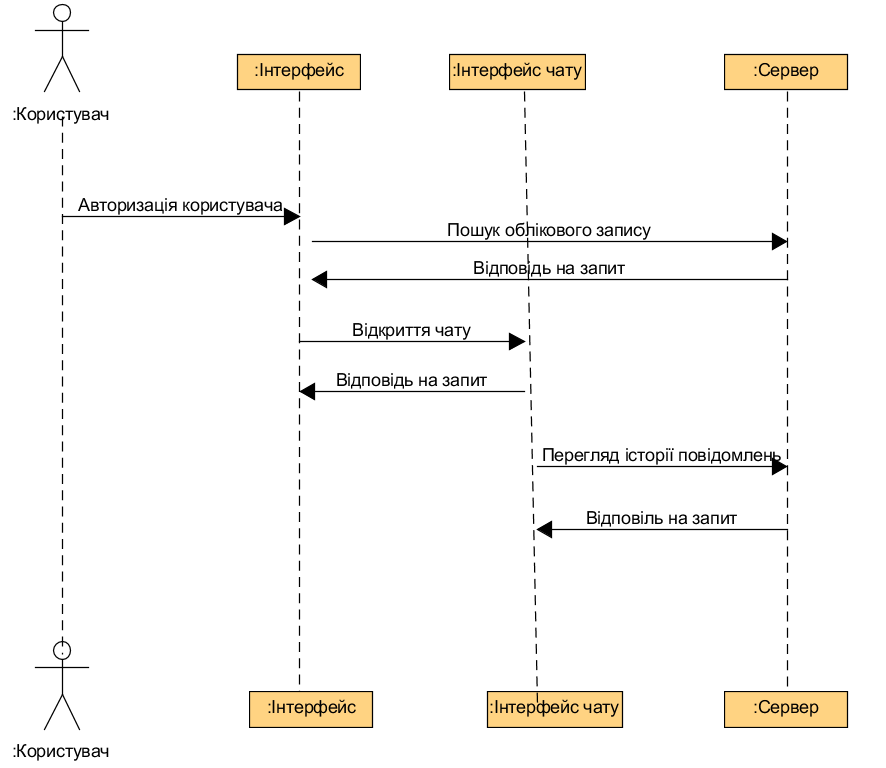 :Користувач
:Інтерфейс
:Інтерфейс чату
:Сервер
Авторизація користувача
Пошук облікового запису
Відповідь на запит
Відкриття чату
Відповідь на запит
Перегляд історії повідомлень
Відповіль на запит
:Інтерфейс
:Інтерфейс чату
:Сервер
:Користувач